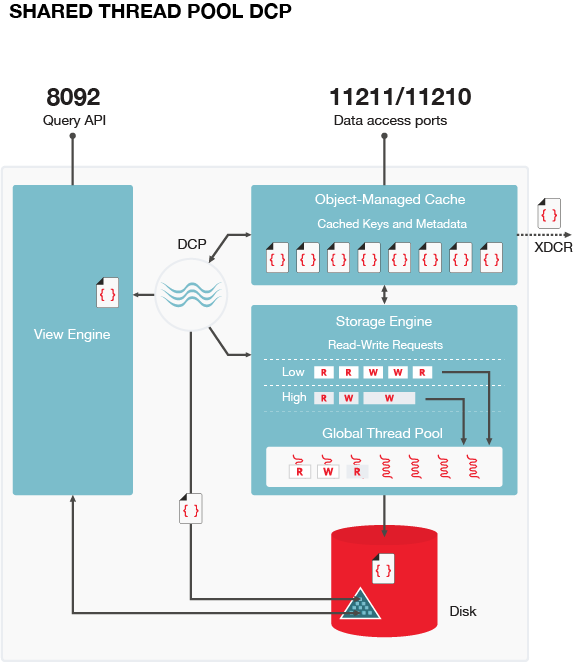 SHARED THREAD POOL DCP
8092
Query API
11211/11210
Data access ports
Object-Managed Cache
Cached Keys and Metadata
{ }
XDCR
{ } { } { } { } { } { } { } { }
DCP
{ }
View Engine
Storage Engine
Read-Write Requests
Low R R W W R
High R W W
Global Thread Pool
R W R
{ }
{ }
Disk